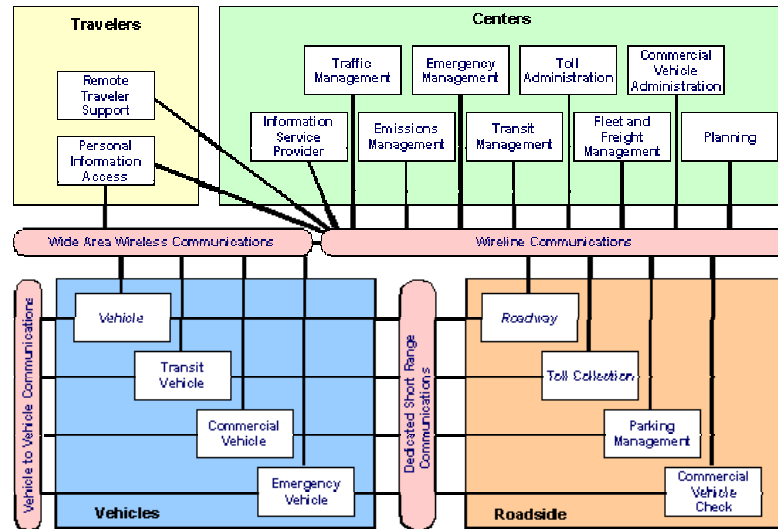 Travelers
Centers
Remote
Traveler
Support
Personal
Information
Access
Traffic
Management
Emergency
Management
Toll
Administration
Commercial
Vehicle
Administration
Information
Service
Provider
Emissions
Management
Transit
Management
Fleet and
Freight
Management
Planning
Wide Area Wireless Communications
Wireline Communications
Vehicle to Vehicle Communications
Vehicle
Transit
Vehicle
Commercial
Vehicle
Emergency
Vehicle
Vehicles
Dedicated Short Range
Communications
Roadway
Toll Collection
Parking
Management
Commercial
Vehicle
Check
Roadside